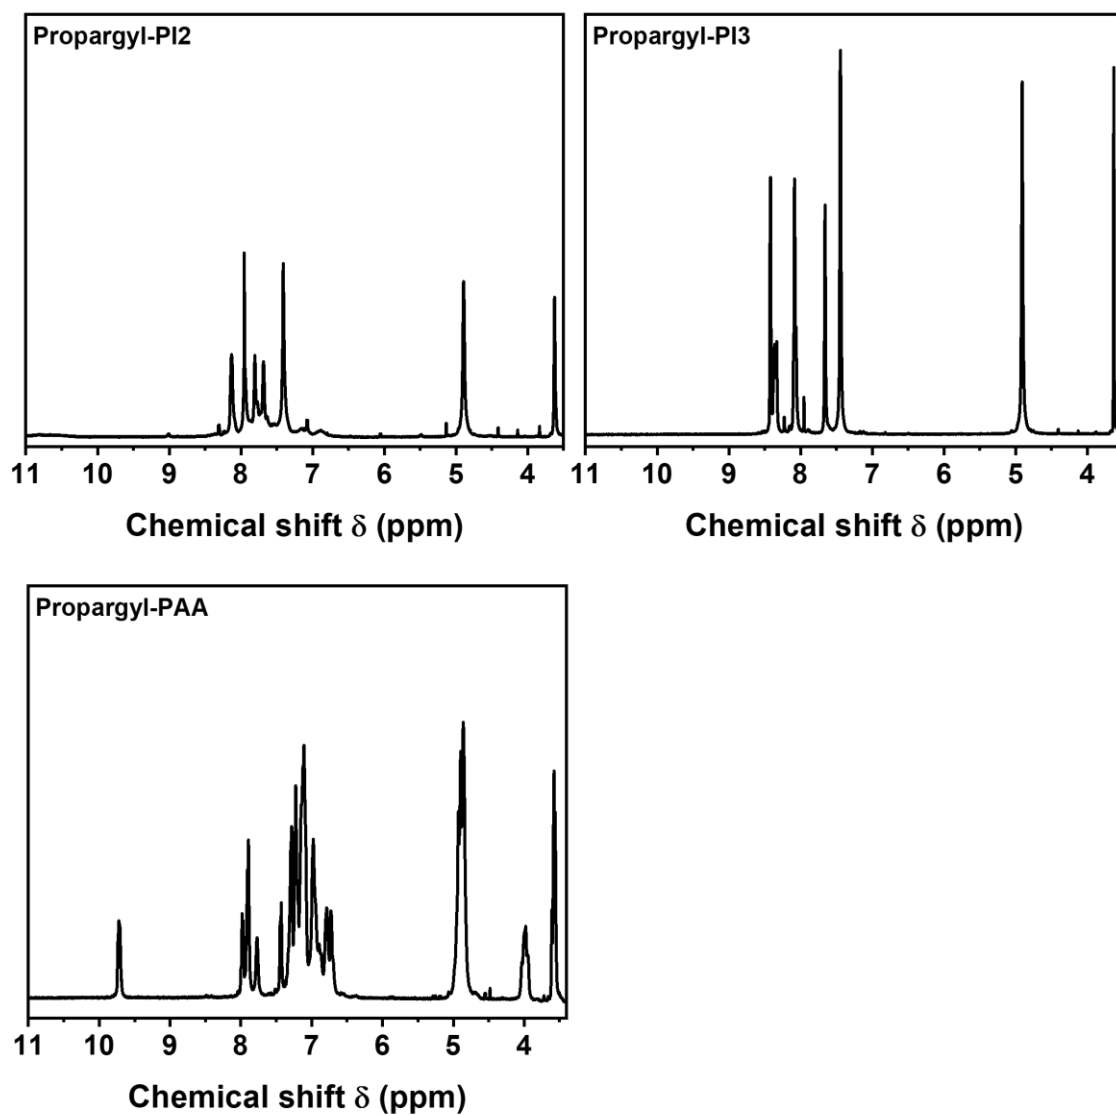 Propargyl-PI2
11 10 9 8 7 6 5 4
Chemical shift δ (ppm)
Propargyl-PI3
11 10 9 8 7 6 5 4
Chemical shift δ (ppm)
Propargyl-PAA
11 10 9 8 7 6 5 4
Chemical shift δ (ppm)